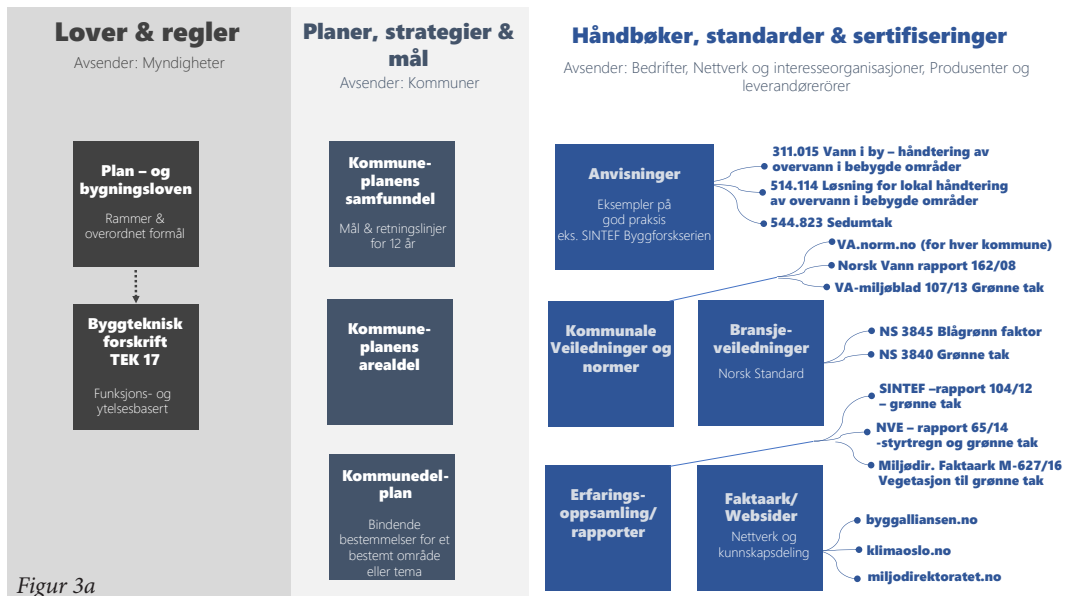 Lover & regler
Avsender: Myndigheter
Plan – og
bygningsloven
Rammer &
overordnet formål
Byggteknisk
forskrift
TEK 17
Funksjons- og
ytelsesbasert
Figur 3a
Planer, strategier &
mål
Avsender: Kommuner
Kommune-
planens
samfunndel
Mål & retningslinjer
for 12 år
Kommune-
planens
arealdel
Kommunedel-
plan
Bindende
bestemmelser for et
bestemt område
eller tema
Håndbøker, standarder & sertifiseringer
Avsender: Bedrifter, Nettverk og interesseorganisasjoner, Produsenter og
leverandørerörer
Anvisninger
Eksempler på
god praksis
eks. SINTEF Byggforskserien
311.015 Vann i by – håndtering av
overvann i bebygde områder
514.114 Løsning for lokal håndtering
av overvann i bebygde områder
544.823 Sedumtak
Kommunale
Veiledninger og
normer
VA.norm.no (for hver kommune)
Norsk Vann rapport 162/08
VA-miljøblad 107/13 Grønne tak
Bransje-
veiledninger
Norsk Standard
NS 3845 Blågrønn faktor
NS 3840 Grønne tak
Erfarings-
oppsamling/
rapporter
SINTEF –rapport 104/12
– grønne tak
NVE – rapport 65/14
-styrtregn og grønne tak
Miljødir. Faktaark M-627/16
Vegetasjon til grønne tak
Faktaark/
Websider
Nettverk og
kunnskapsdeling
byggalliansen.no
klimaoslo.no
miljodirektoratet.no